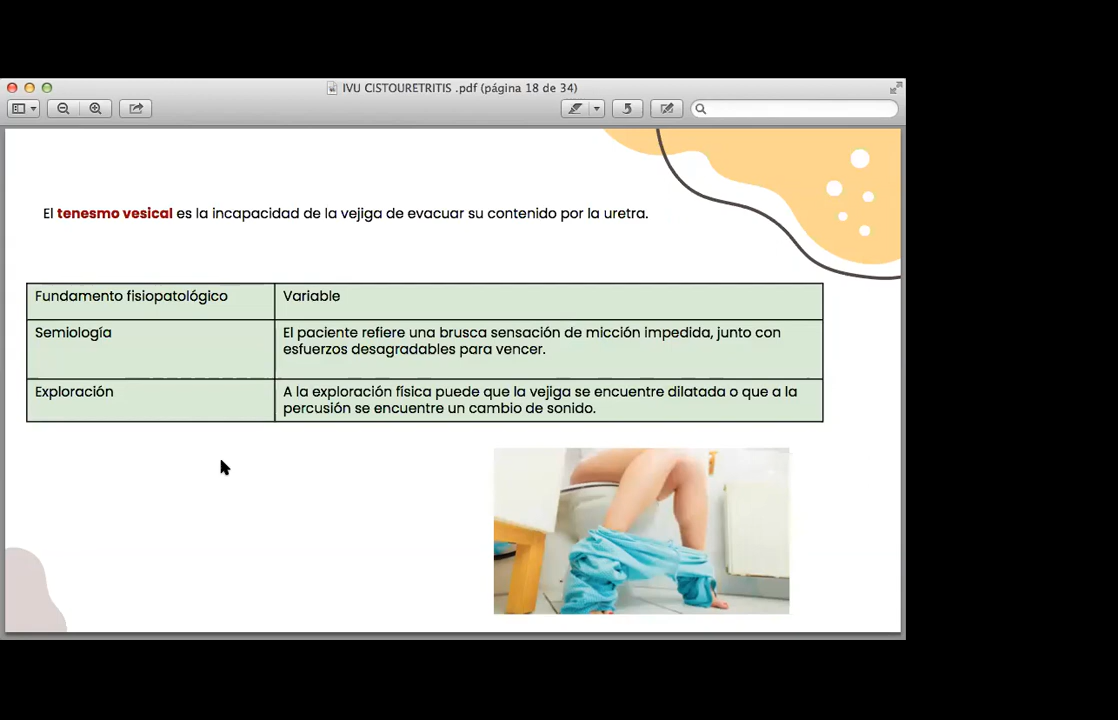 IVU CISTOURETRITIS .pdf (página 18 de 34)
El tenesmo vesical es la incapacidad de la vejiga de evacuar su contenido por la uretra.
Fundamento fisiopatológico
Variable
Semiología
El paciente refiere una brusca sensación de micción impedida, junto con
esfuerzos desagradables para vencer.
Exploración
A la exploración física puede que la vejiga se encuentre dilatada o que a la
percusión se encuentre un cambio de sonido.